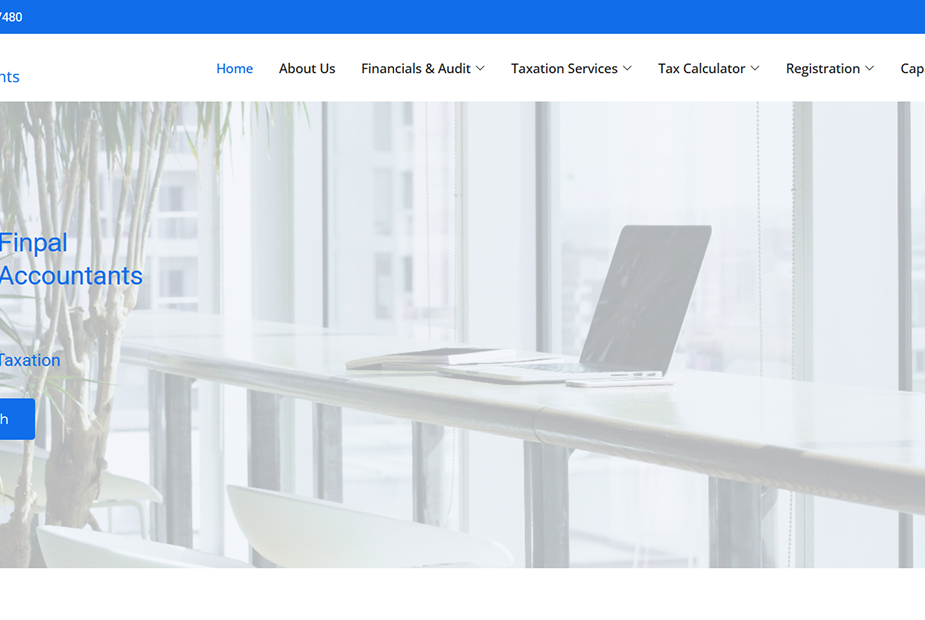 7480
nts
Home About Us Financials & Audit Taxation Services Tax Calculator Registration Cap
Finpal
Accountants
Taxation
h